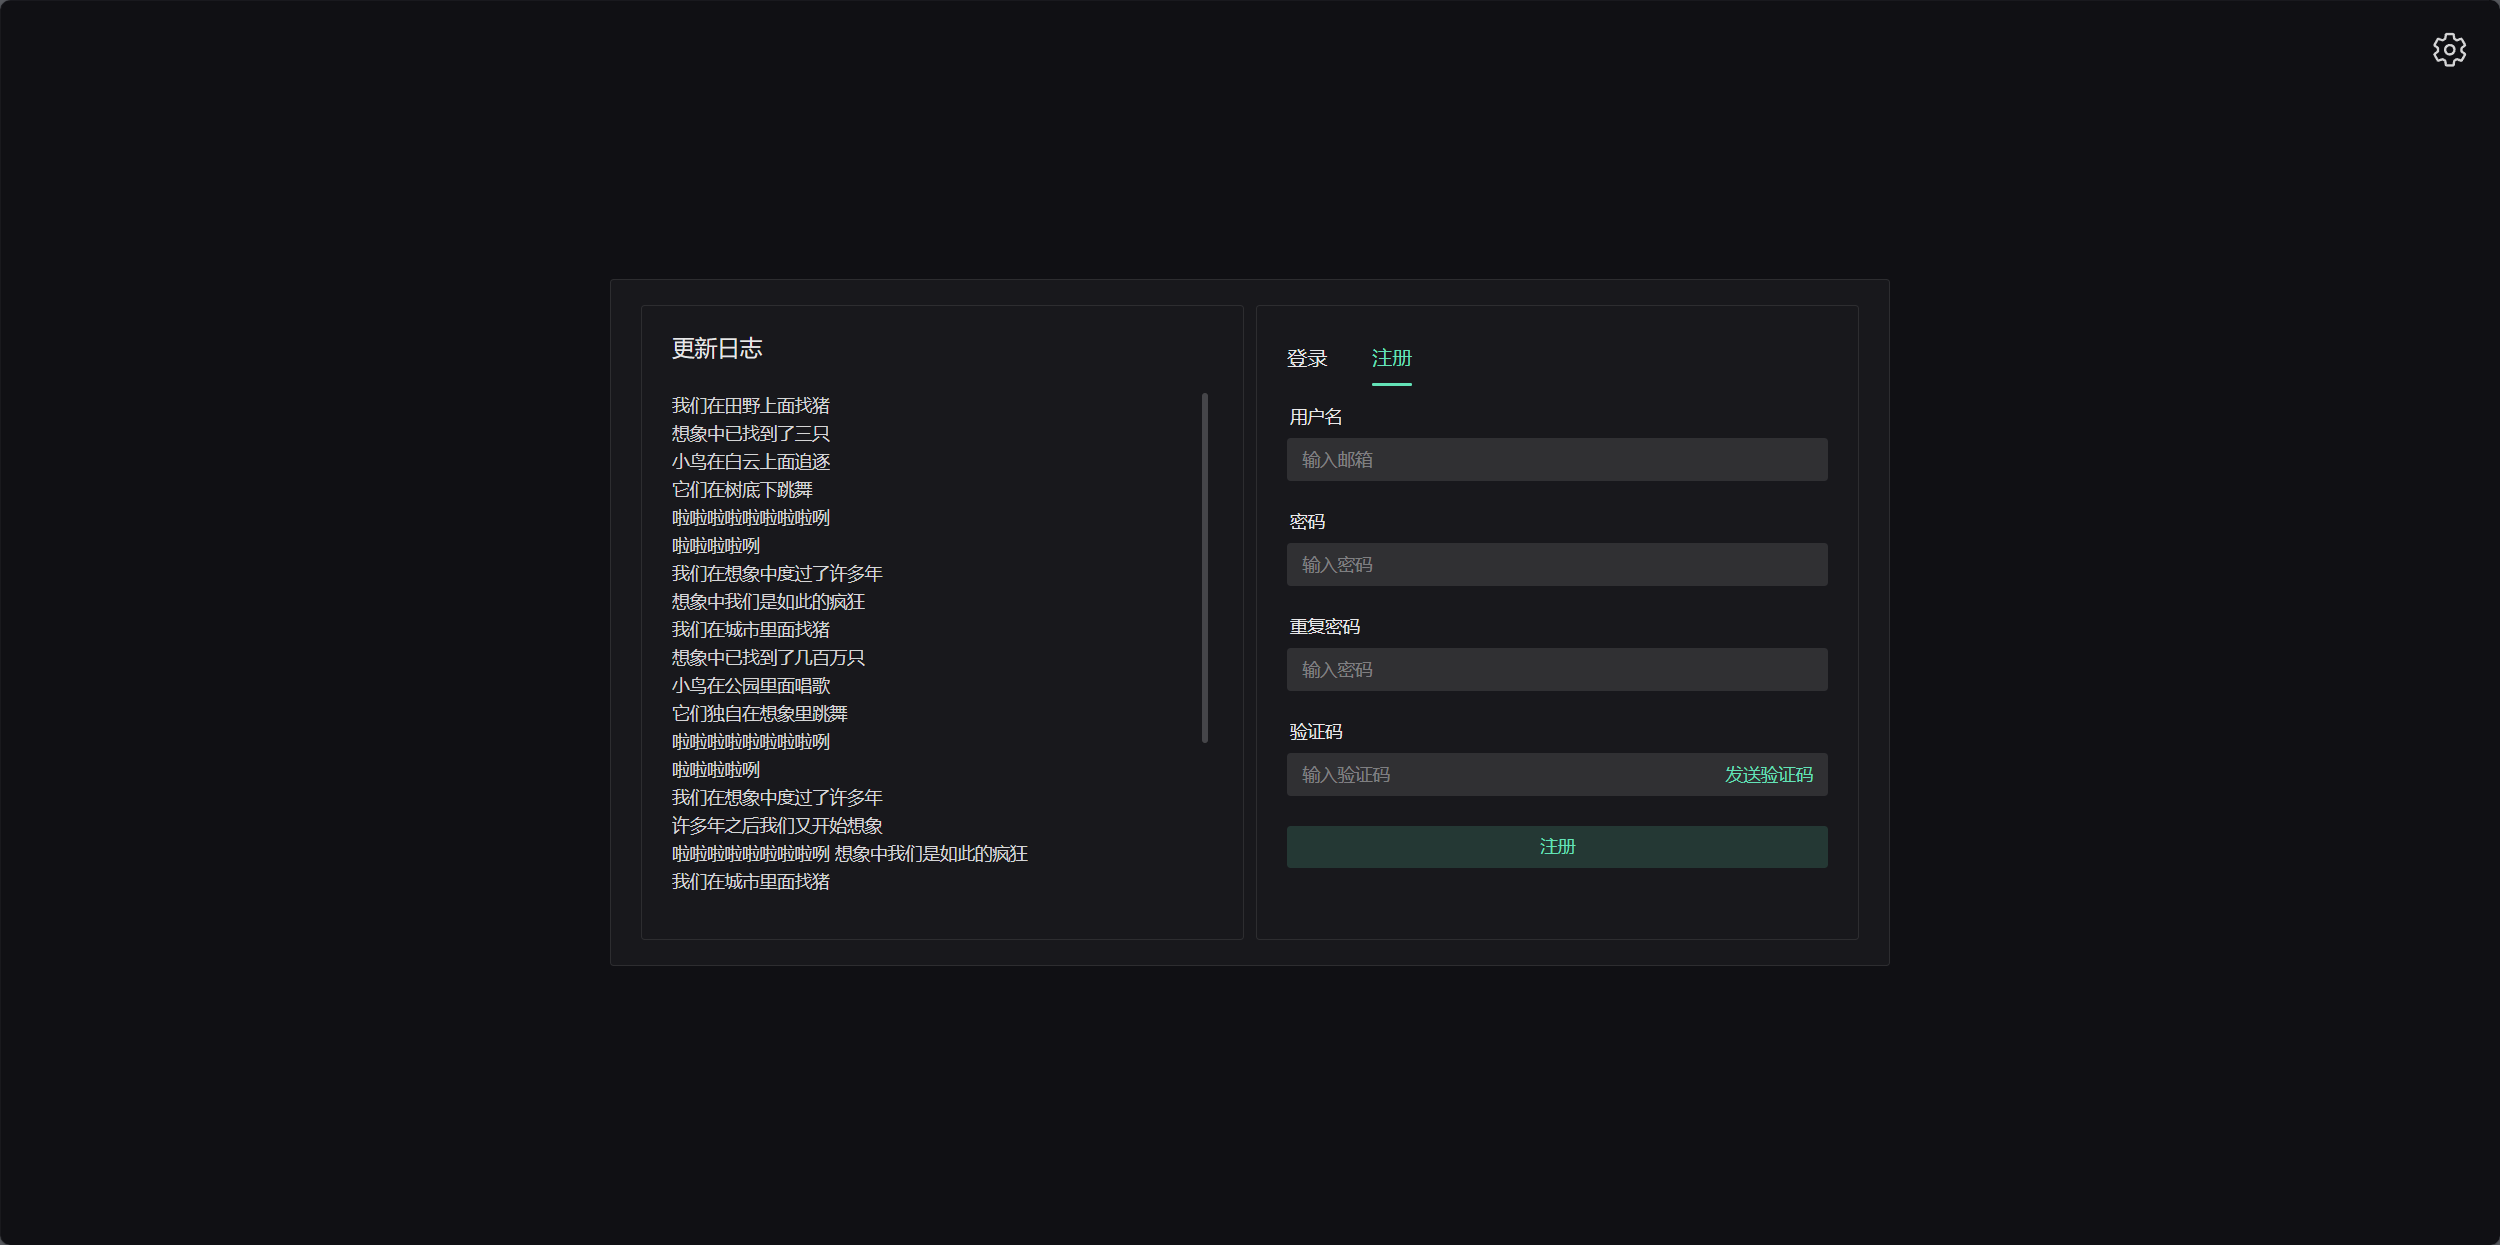 更新日志
我们在田野上面找猪
想象中已找到了三只
小鸟在白云上面追逐
它们在树底下跳舞
啦啦啦啦啦啦啦啦咧
啦啦啦啦咧
我们在想象中度过了许多年
想象中我们是如此的疯狂
我们在城市里面找猪
想象中已找到了几百万只
小鸟在公园里面唱歌
它们独自在想象里跳舞
啦啦啦啦啦啦啦啦咧
啦啦啦啦咧
我们在想象中度过了许多年
许多年之后我们又开始想象
啦啦啦啦啦啦啦啦咧 想象中我们是如此的疯狂
我们在城市里面找猪
登录 注册
用户名
输入邮箱
密码
输入密码
重复密码
输入密码
验证码
输入验证码 发送验证码
注册